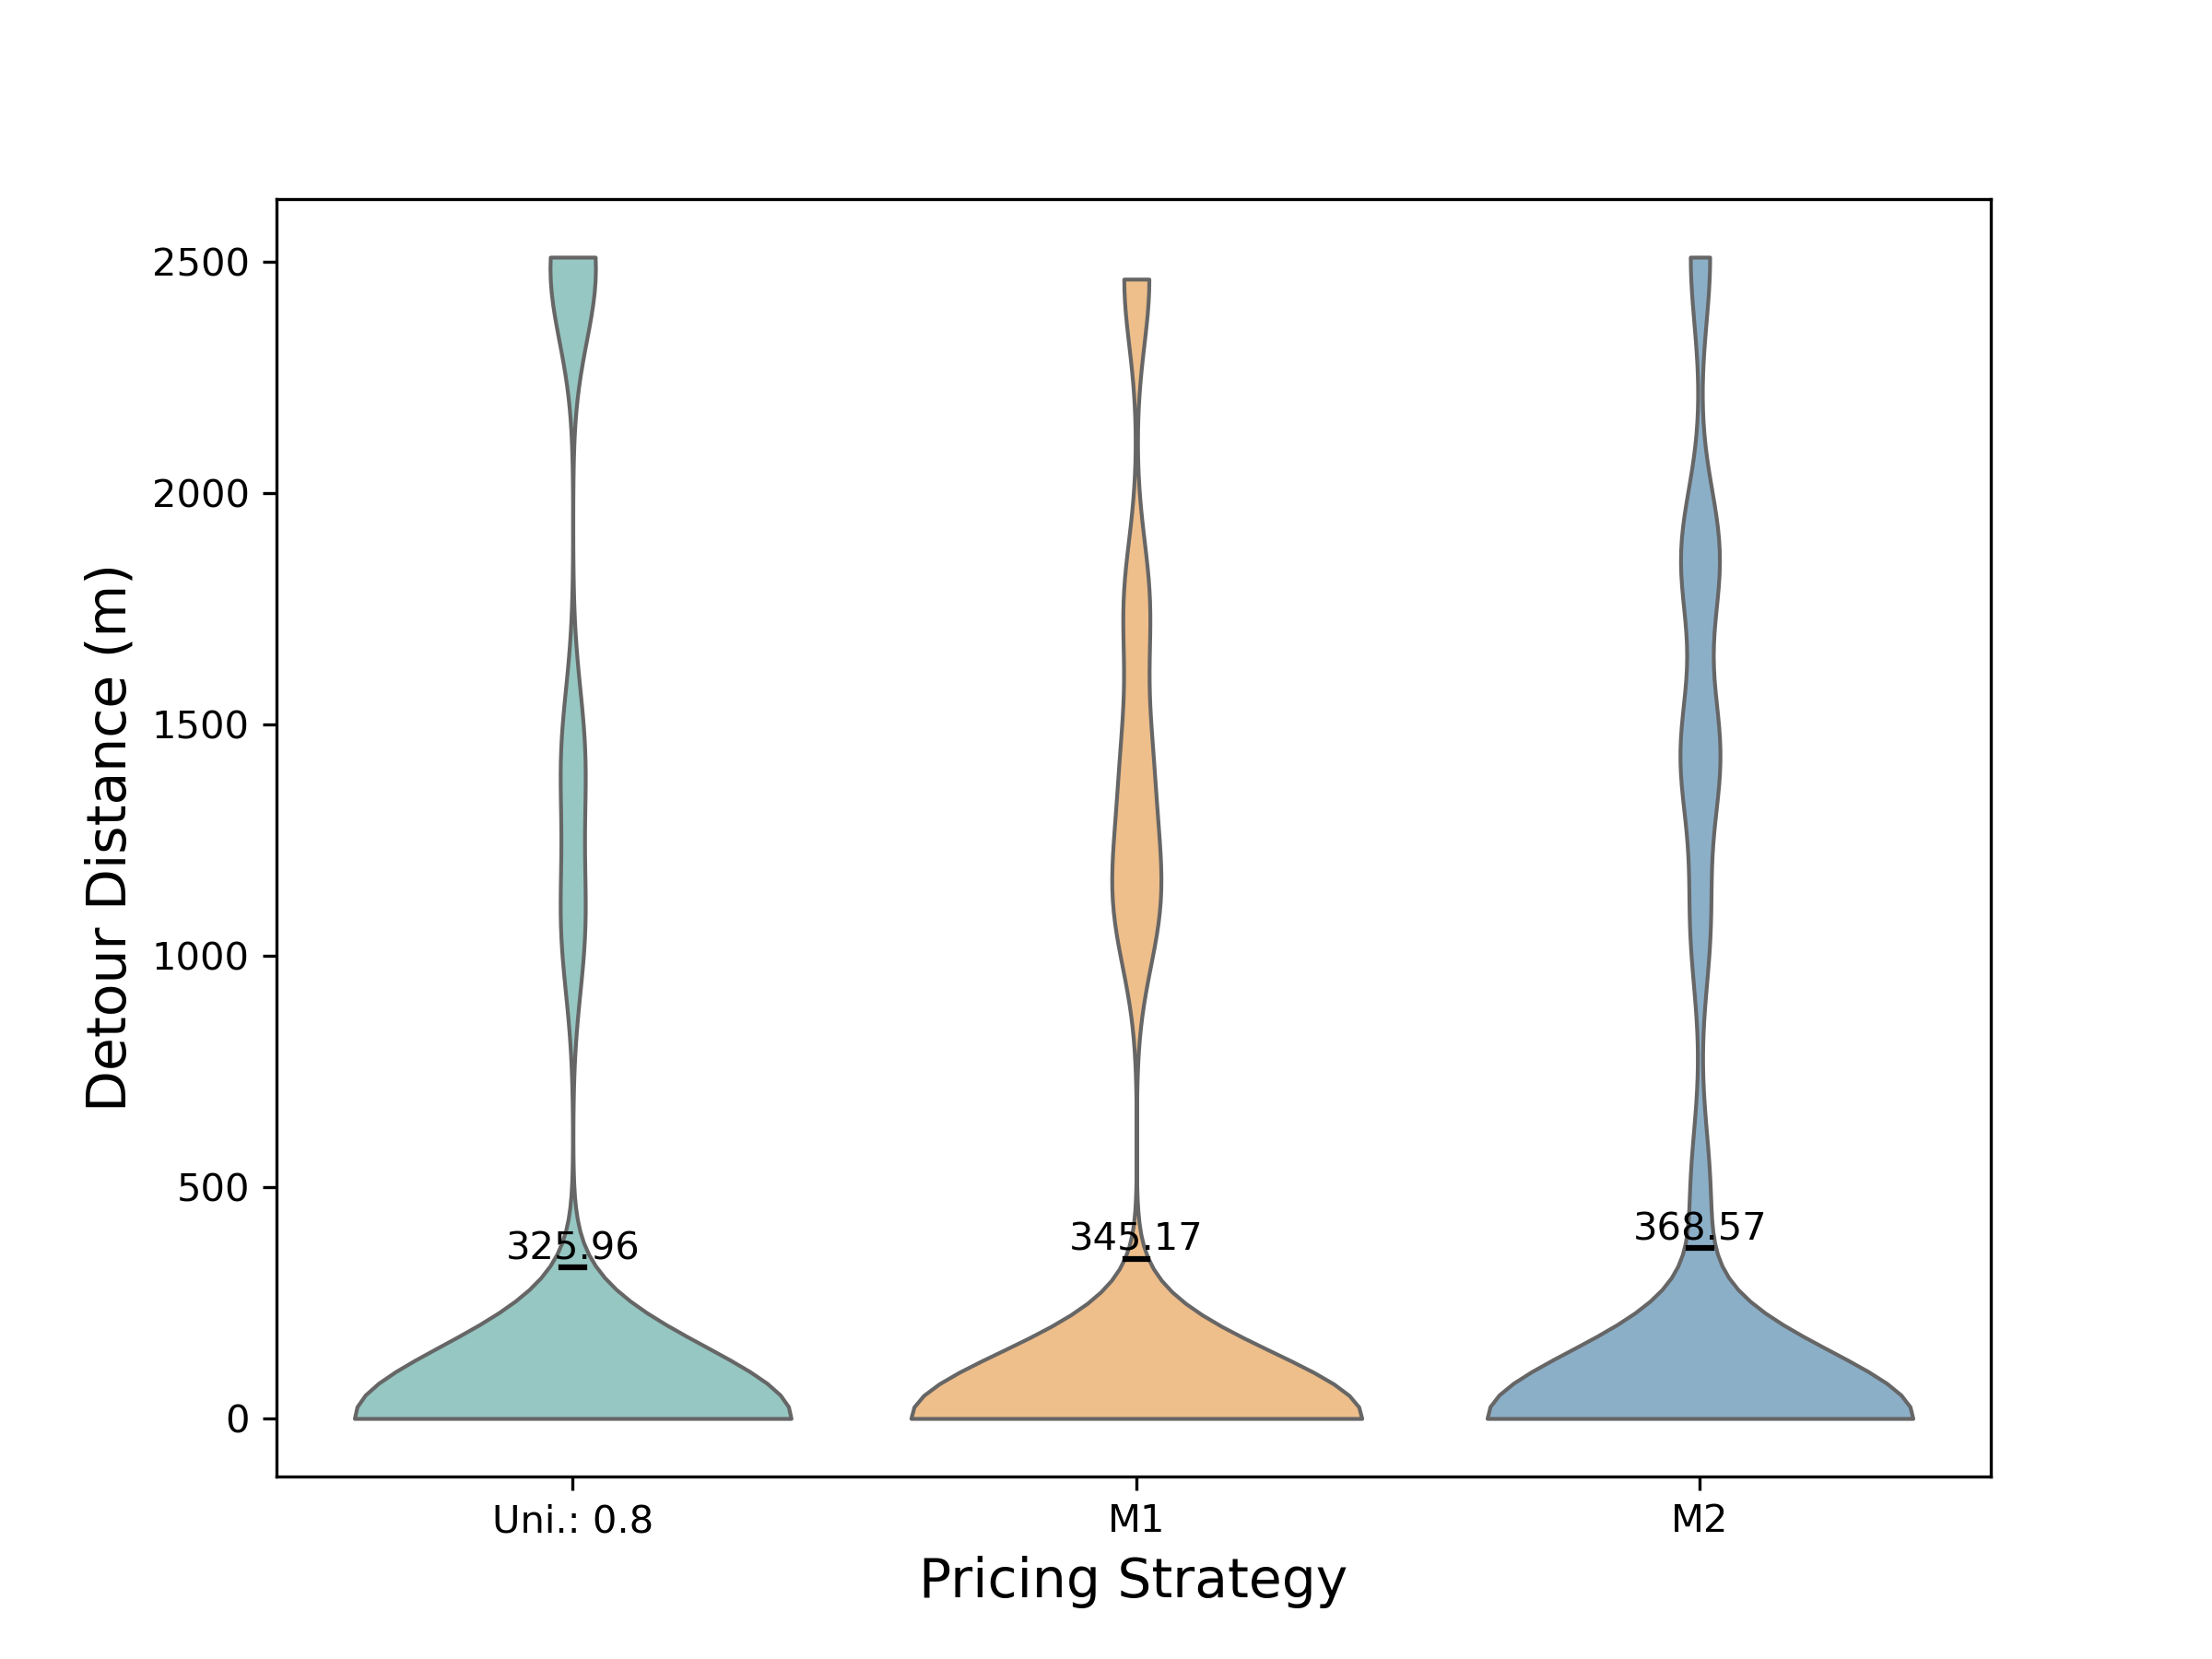 2500
2000
1500
1000
500
0
Detour Distance (m)
325.96
345.17
368.57
Uni.: 0.8
M1
M2
Pricing Strategy